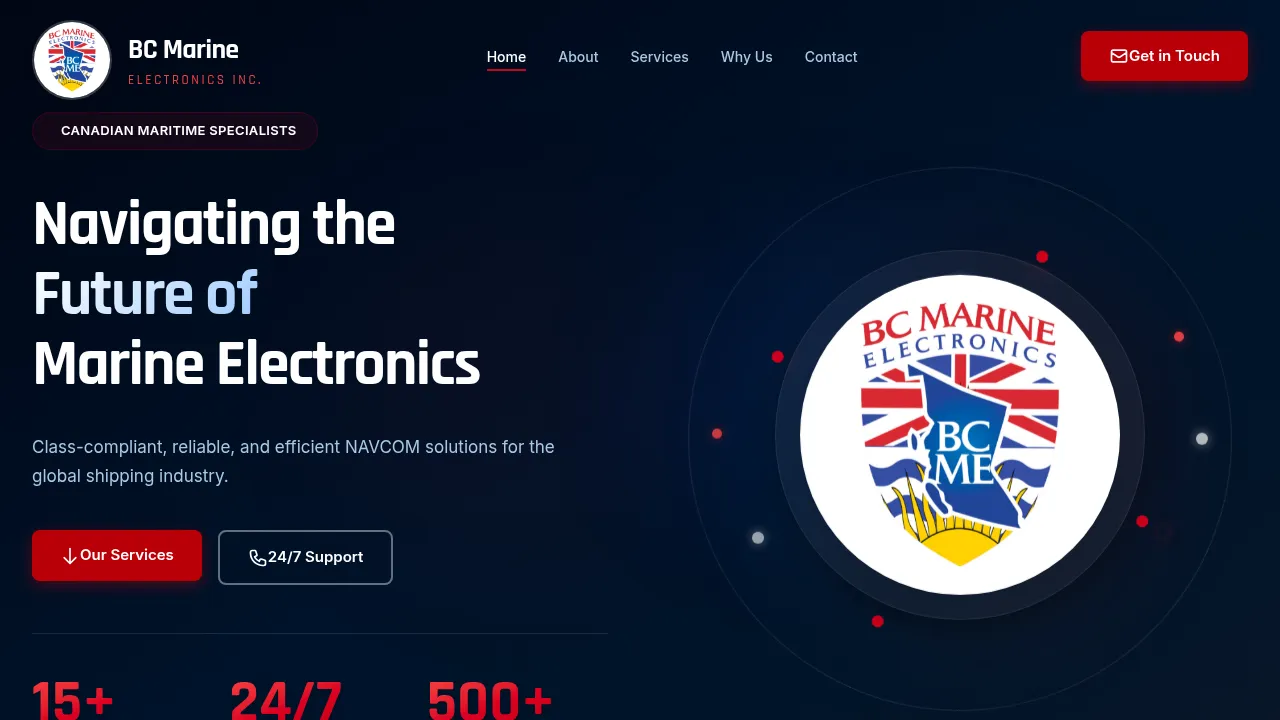 BC MARINE
ELECTRONICS
BC
ME
BC Marine
ELECTRONICS INC.
Home
About
Services
Why Us
Contact
Get in Touch
CANADIAN MARITIME SPECIALISTS
Navigating the
Future of
Marine Electronics
Class-compliant, reliable, and efficient NAVCOM solutions for the
global shipping industry.
Our Services
24/7 Support
15+
24/7
500+
BC MARINE
ELECTRONICS
BC
ME